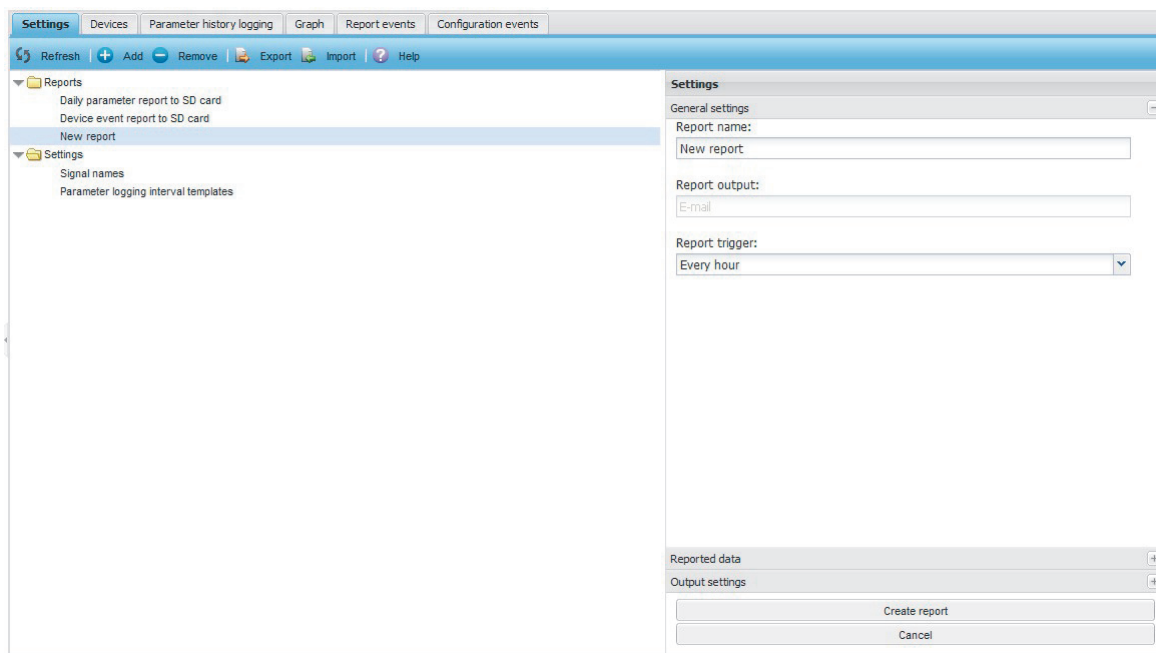 Settings Devices Parameter history logging Graph Report events Configuration events
Refresh Add Remove Export Import Help
Reports
Daily parameter report to SD card
Device event report to SD card
New report
Settings
Signal names
Parameter logging interval templates
Settings
General settings
Report name:
New report
Report output:
E-mail
Report trigger:
Every hour
Reported data
Output settings
Create report
Cancel